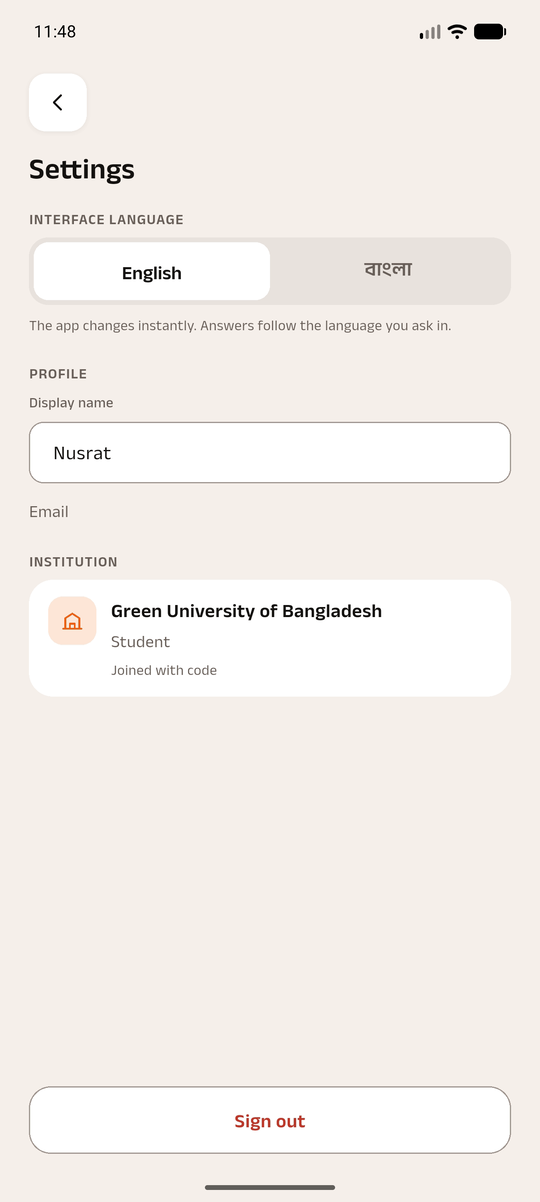 11:48
Settings
INTERFACE LANGUAGE
English
বাংলা
The app changes instantly. Answers follow the language you ask in.
PROFILE
Display name
Nusrat
Email
INSTITUTION
Green University of Bangladesh
Student
Joined with code
Sign out